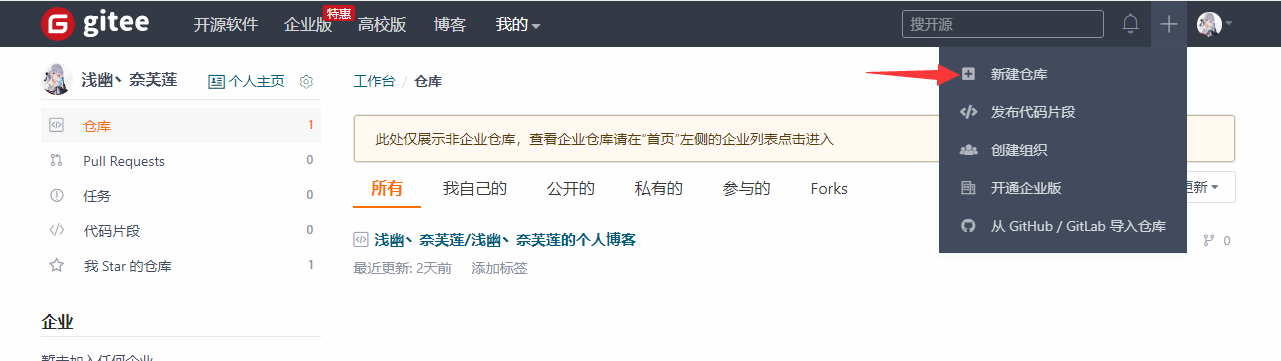 gitee 开源软件 企业版 特惠 高校版 博客 我的 搜开源
浅幽、奈芙莲 个人主页
仓库 1
Pull Requests 0
任务 0
代码片段 0
我 Star 的仓库 1
企业
暂未加入任何企业
工作台 / 仓库
此处仅展示非企业仓库，查看企业仓库请在“首页”左侧的企业列表点击进入
所有 我自己的 公开的 私有的 参与的 Forks
更新
浅幽、奈芙莲/浅幽、奈芙莲的个人博客
0
最近更新: 2天前 添加标签
新建仓库
发布代码片段
创建组织
开通企业版
从 GitHub / GitLab 导入仓库